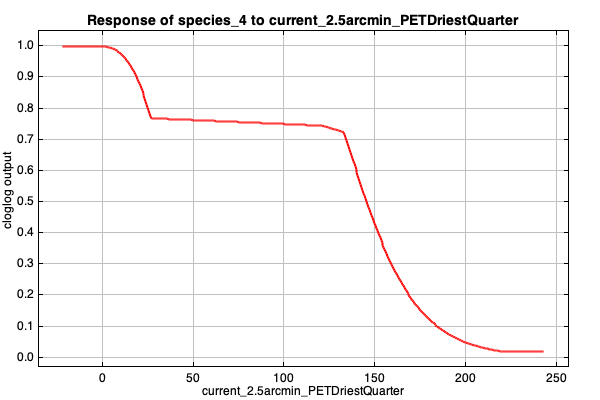 Response of species_4 to current_2.5arcmin_PETDriestQuarter
1.0
0.9
0.8
0.7
0.6
0.5
0.4
0.3
0.2
0.1
0.0
cloglog output
0 50 100 150 200 250
current_2.5arcmin_PETDriestQuarter